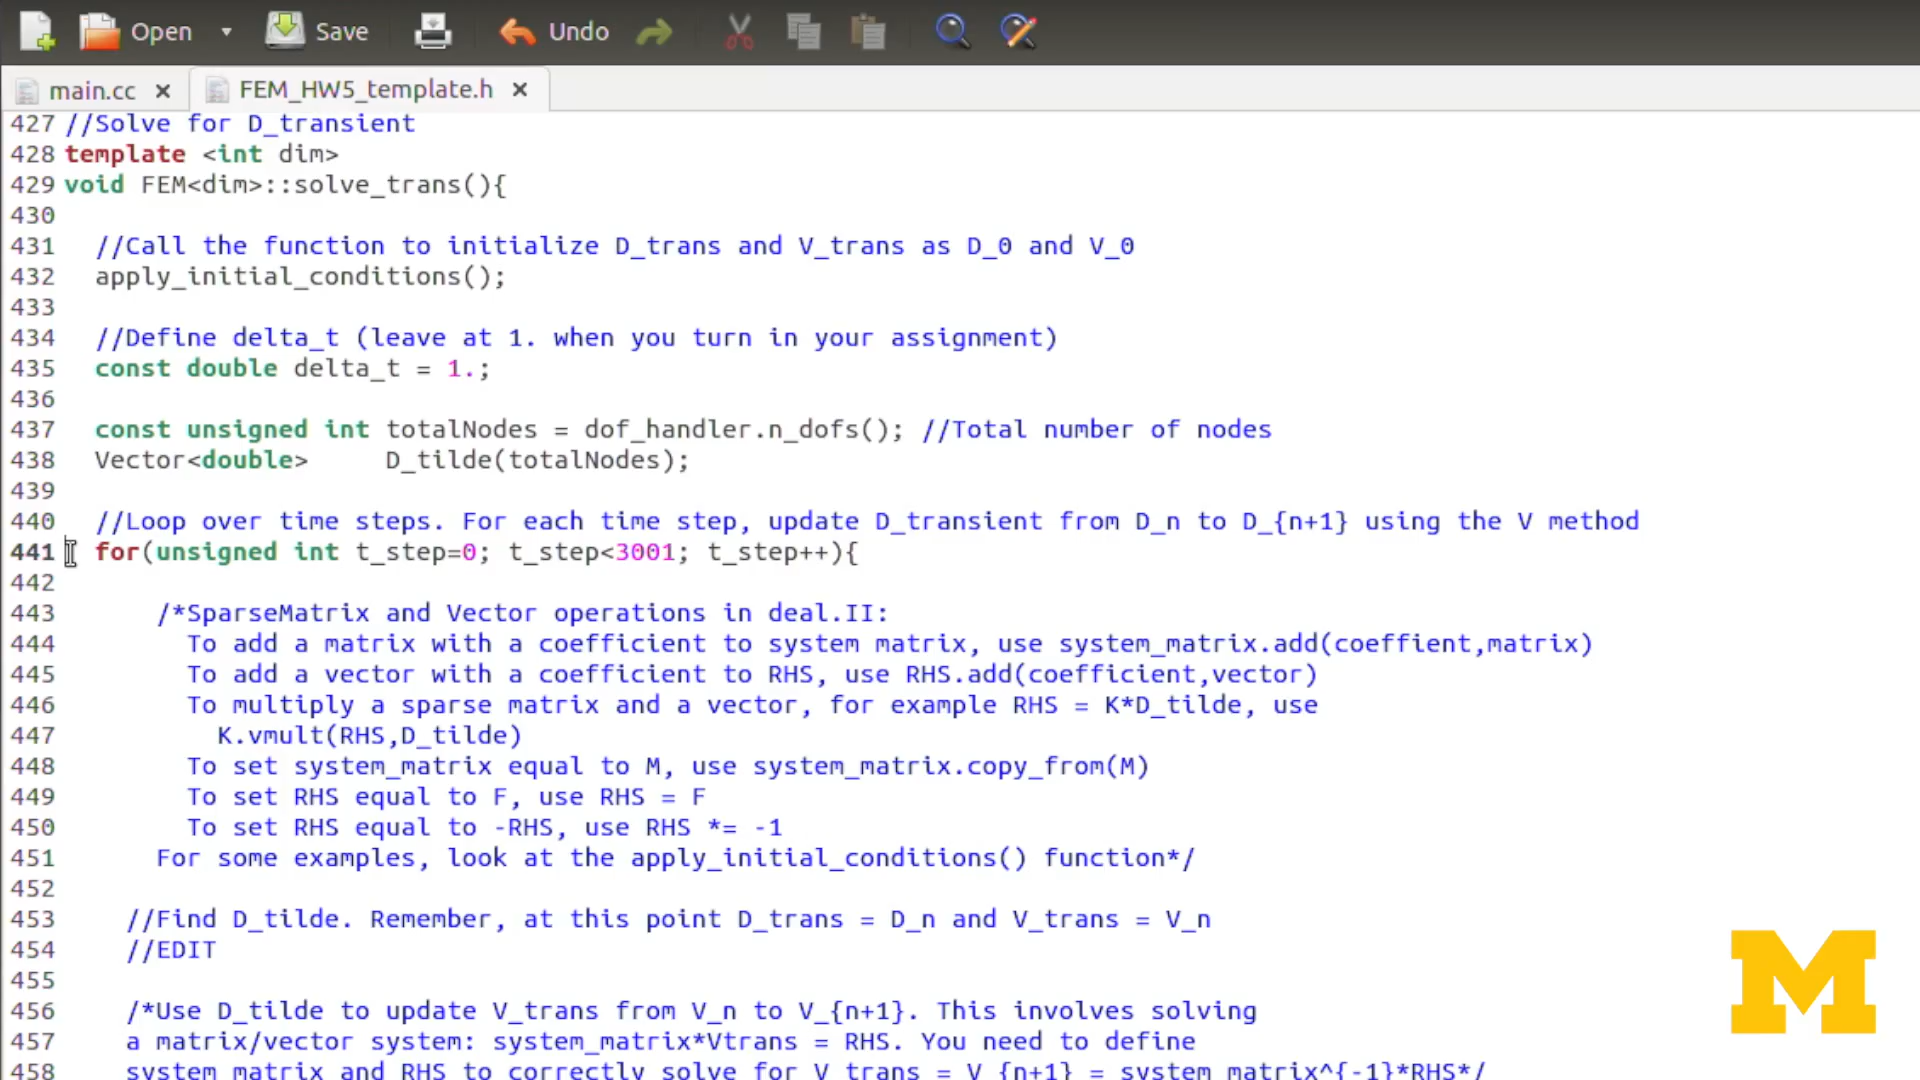 Open Save Undo
main.cc FEM_HW5_template.h
427 //Solve for D_transient
428 template <int dim>
429 void FEM<dim>::solve_trans(){
430
431 //Call the function to initialize D_trans and V_trans as D_0 and V_0
432 apply_initial_conditions();
433
434 //Define delta_t (leave at 1. when you turn in your assignment)
435 const double delta_t = 1.;
436
437 const unsigned int totalNodes = dof_handler.n_dofs(); //Total number of nodes
438 Vector<double> D_tilde(totalNodes);
439
440 //Loop over time steps. For each time step, update D_transient from D_n to D_{n+1} using the V method
441 for(unsigned int t_step=0; t_step<3001; t_step++){
442
443 /*SparseMatrix and Vector operations in deal.II:
444 To add a matrix with a coefficient to system matrix, use system_matrix.add(coeffient,matrix)
445 To add a vector with a coefficient to RHS, use RHS.add(coefficient,vector)
446 To multiply a sparse matrix and a vector, for example RHS = K*D_tilde, use
447 K.vmult(RHS,D_tilde)
448 To set system_matrix equal to M, use system_matrix.copy_from(M)
449 To set RHS equal to F, use RHS = F
450 To set RHS equal to -RHS, use RHS *= -1
451 For some examples, look at the apply_initial_conditions() function*/
452
453 //Find D_tilde. Remember, at this point D_trans = D_n and V_trans = V_n
454 //EDIT
455
456 /*Use D_tilde to update V_trans from V_n to V_{n+1}. This involves solving
457 a matrix/vector system: system_matrix*Vtrans = RHS. You need to define
458 system_matrix and RHS to correctly solve for V_trans = V_{n+1} = system_matrix^{-1}*RHS*/
M